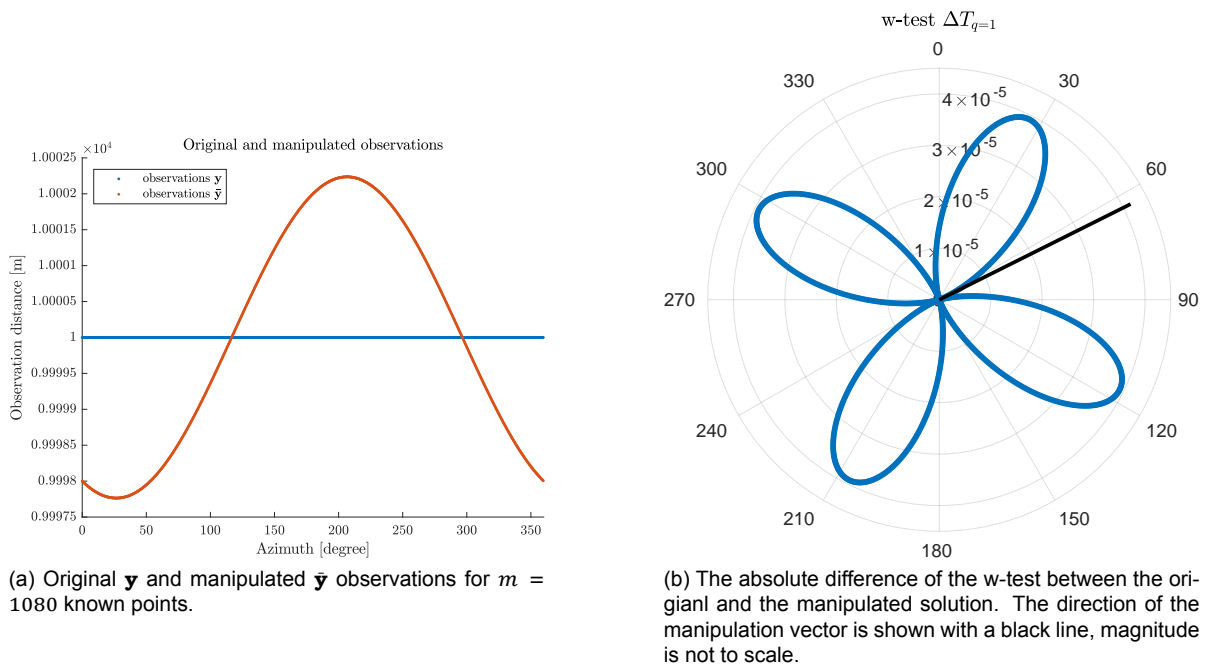 Original and manipulated observations
×10⁴
1.00025
1.0002
1.00015
1.0001
1.00005
1
0.99995
0.9999
0.99985
0.9998
0.99975
observations y
observations ȳ
Observation distance [m]
0 50 100 150 200 250 300 350
Azimuth [degree]
(a) Original y and manipulated ȳ observations for m =
1080 known points.
w-test ΔT_{q=1}
0
330
30
4×10⁻⁵
3×10⁻⁵
300
60
2×10⁻⁵
1×10⁻⁵
270
90
240
120
210
150
180
(b) The absolute difference of the w-test between the ori-
gianl and the manipulated solution. The direction of the
manipulation vector is shown with a black line, magnitude
is not to scale.